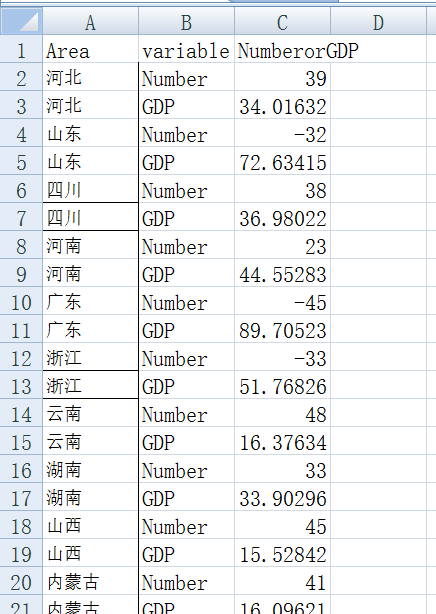 A B C D
1 Area variable NumberorGDP
2 河北 Number 39
3 河北 GDP 34.01632
4 山东 Number -32
5 山东 GDP 72.63415
6 四川 Number 38
7 四川 GDP 36.98022
8 河南 Number 23
9 河南 GDP 44.55283
10 广东 Number -45
11 广东 GDP 89.70523
12 浙江 Number -33
13 浙江 GDP 51.76826
14 云南 Number 48
15 云南 GDP 16.37634
16 湖南 Number 33
17 湖南 GDP 33.90296
18 山西 Number 45
19 山西 GDP 15.52842
20 内蒙古 Number 41
21 内蒙古 GDP 16.09621